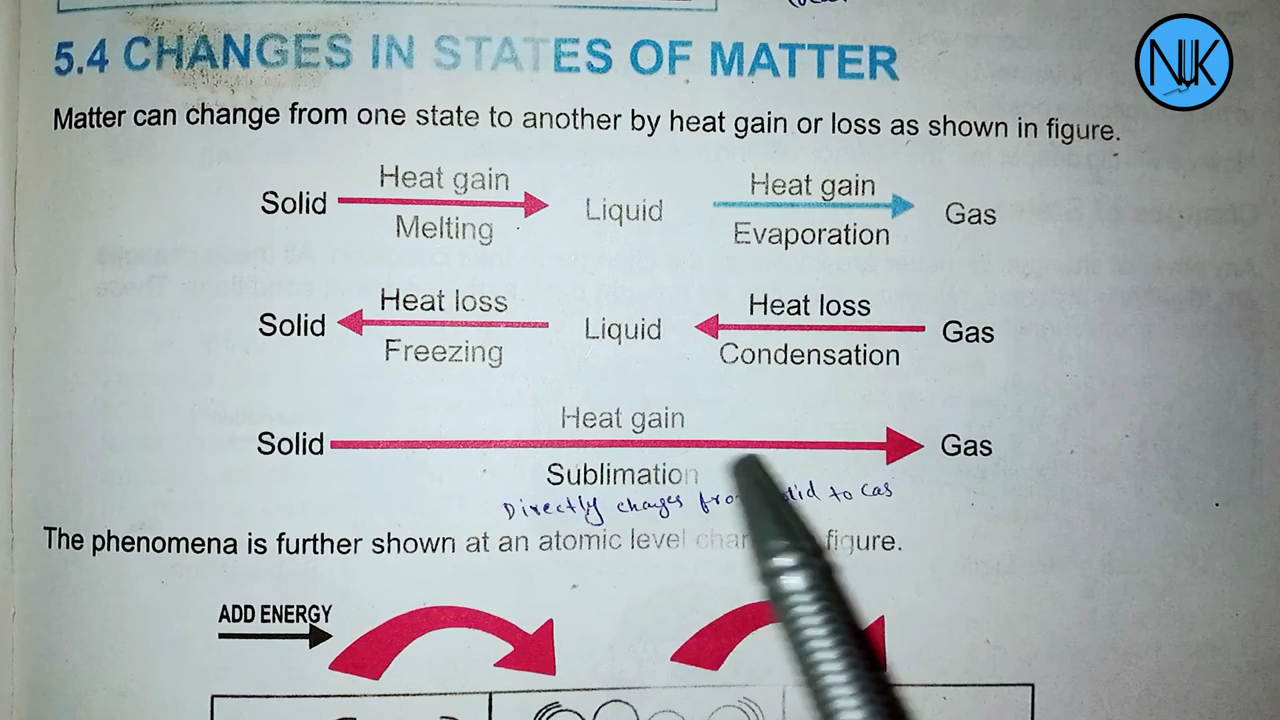 5.4 CHANGES IN STATES OF MATTER
NJK
Matter can change from one state to another by heat gain or loss as shown in figure.
Heat gain Heat gain
Solid Liquid Gas
Melting Evaporation
Heat loss Heat loss
Solid Liquid Gas
Freezing Condensation
Heat gain
Solid Gas
Sublimation
Directly changes to Gas
The phenomena is further shown at an atomic level figure.
ADD ENERGY